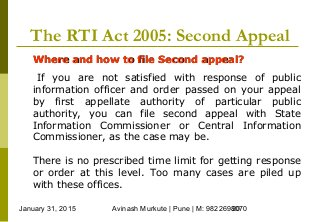 The RTI Act 2005: Second Appeal
Where and how to file Second appeal?
If you are not satisfied with response of public
information officer and order passed on your appeal
by first appellate authority of particular public
authority, you can file second appeal with State
Information Commissioner or Central Information
Commissioner, as the case may be.
There is no prescribed time limit for getting response
or order at this level. Too many cases are piled up
with these offices.
January 31, 2015 Avinash Murkute | Pune | M: